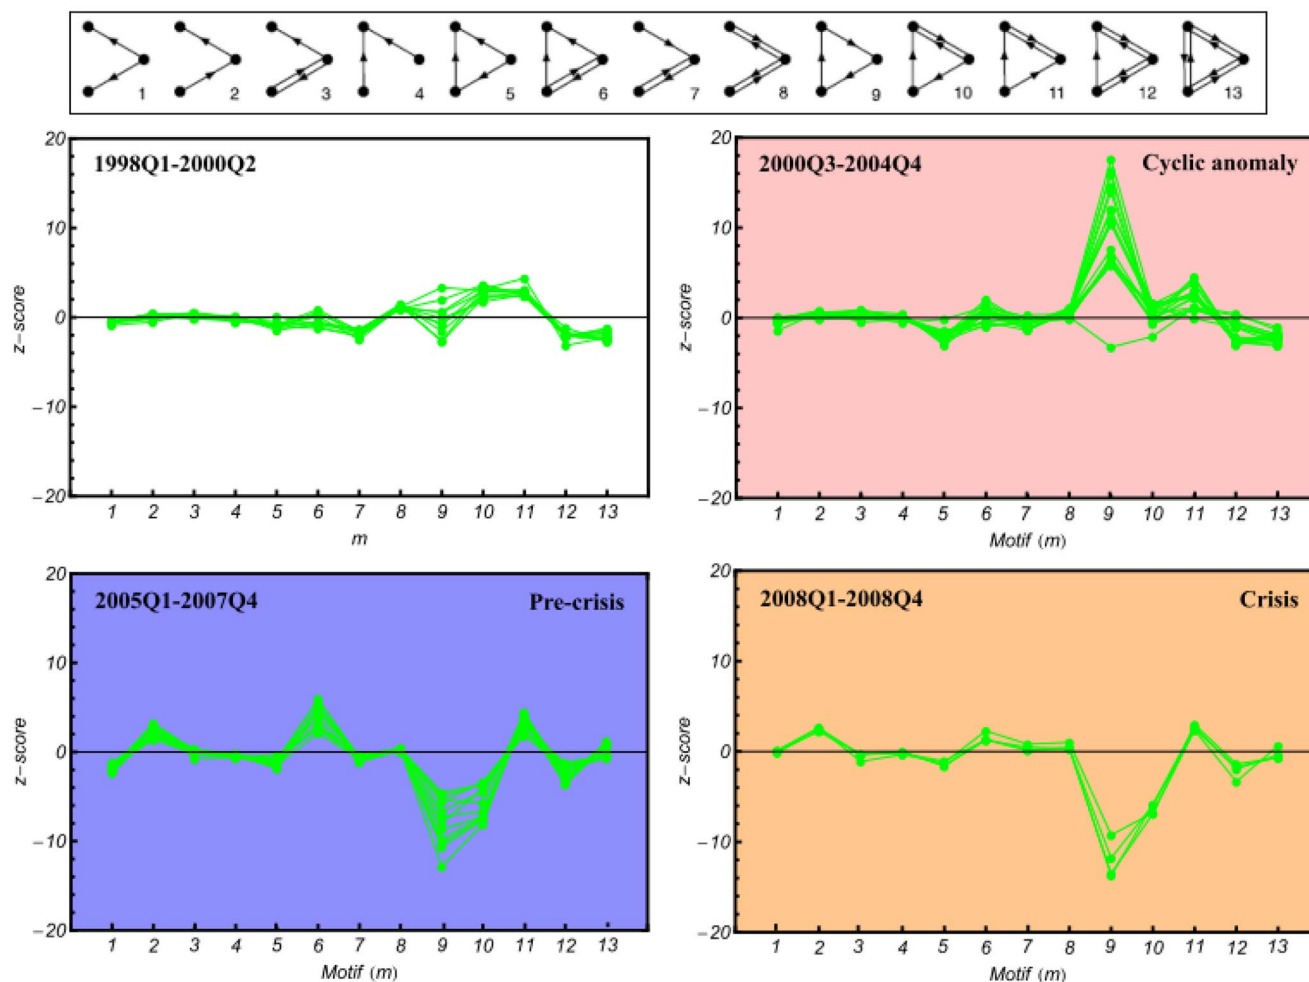 1 2 3 4 5 6 7 8 9 10 11 12 13
20
1998Q1-2000Q2
10
z-score
0
-10
-20
1 2 3 4 5 6 7 8 9 10 11 12 13
m
20
2000Q3-2004Q4 Cyclic anomaly
10
z-score
0
-10
-20
1 2 3 4 5 6 7 8 9 10 11 12 13
Motif (m)
20
2005Q1-2007Q4 Pre-crisis
10
z-score
0
-10
-20
1 2 3 4 5 6 7 8 9 10 11 12 13
Motif (m)
20
2008Q1-2008Q4 Crisis
10
z-score
0
-10
-20
1 2 3 4 5 6 7 8 9 10 11 12 13
Motif (m)